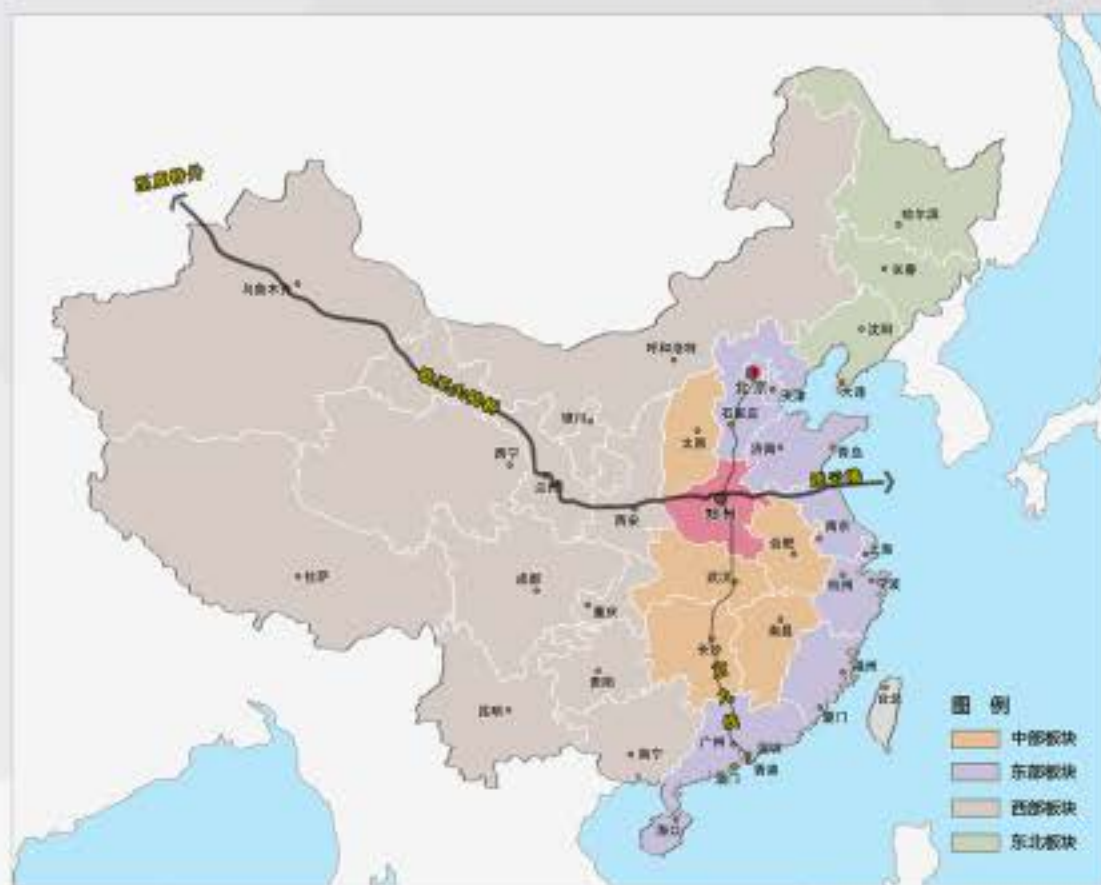 哈尔滨
长春
乌鲁木齐
沈阳
呼和浩特
北京
天津
大连
石家庄
银川
太原
济南
青岛
西宁
兰州
连云港
郑州
西安
南京
合肥
上海
拉萨
成都
武汉
杭州
宁波
重庆
南昌
长沙
贵阳
福州
台北
昆明
厦门
广州
深圳
南宁
香港
澳门
海口
图 例
中部板块
东部板块
西部板块
东北板块